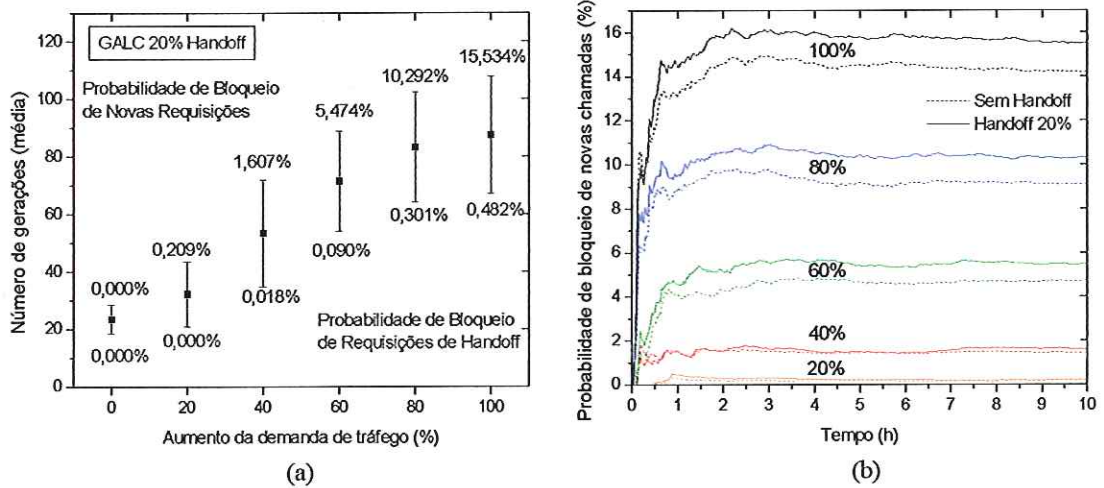 GALC 20% Handoff
Probabilidade de Bloqueio
de Novas Requisições
15,534%
10,292%
5,474%
1,607%
0,209%
0,000%
0,482%
0,301%
0,090%
0,018%
0,000%
0,000%
Probabilidade de Bloqueio
de Requisições de Handoff
Número de gerações (média)
120
100
80
60
40
20
0
0 20 40 60 80 100
Aumento da demanda de tráfego (%)
(a)
Probabilidade de bloqueio de novas chamadas (%)
16
14
12
10
8
6
4
2
0
100%
Sem Handoff
Handoff 20%
80%
60%
40%
20%
0 1 2 3 4 5 6 7 8 9 10
Tempo (h)
(b)